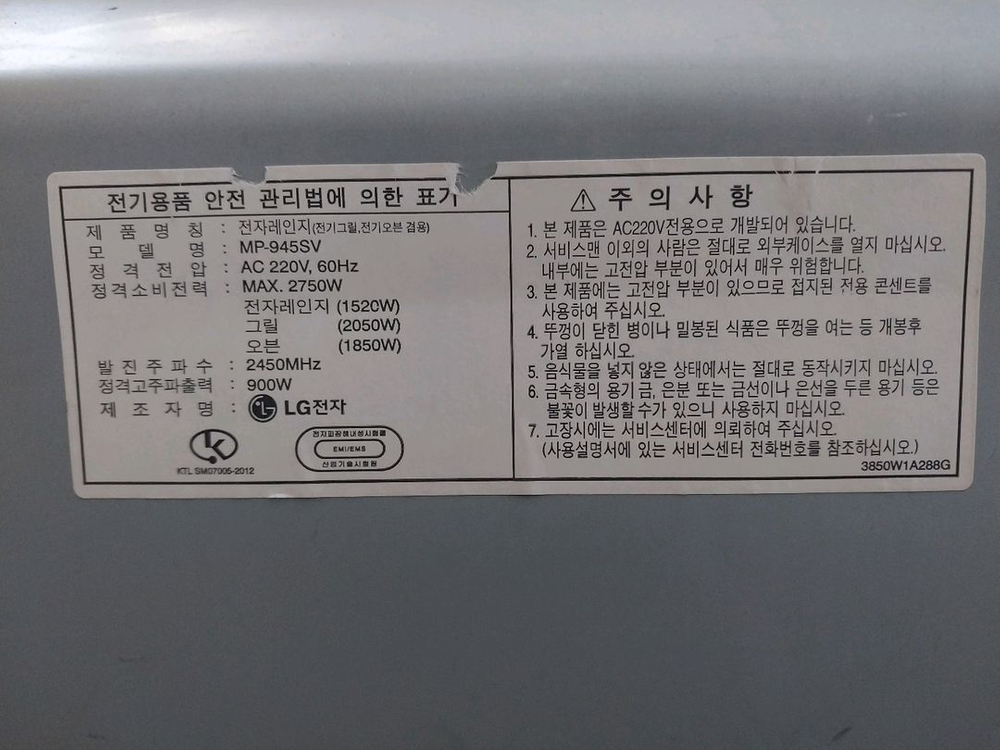 전기용품 안전 관리법에 의한 표기
제 품 명 칭 : 전자레인지(전기그릴,전기오븐 겸용)
모 델 명 : MP-945SV
정 격 전 압 : AC 220V, 60Hz
정격소비전력 : MAX. 2750W
전자레인지 (1520W)
그릴 (2050W)
오븐 (1850W)
발 진 주 파 수 : 2450MHz
정격고주파출력 : 900W
제 조 자 명 : LG전자
KTL SM07005-2012
전자파장해내성시험품
EMI/EMS
산업기술시험원
⚠ 주 의 사 항
1. 본 제품은 AC220V전용으로 개발되어 있습니다.
2. 서비스맨 이외의 사람은 절대로 외부케이스를 열지 마십시오.
내부에는 고전압 부분이 있어서 매우 위험합니다.
3. 본 제품에는 고전압 부분이 있으므로 접지된 전용 콘센트를
사용하여 주십시오.
4. 뚜껑이 닫힌 병이나 밀봉된 식품은 뚜껑을 여는 등 개봉후
가열 하십시오.
5. 음식물을 넣지 않은 상태에서는 절대로 동작시키지 마십시오.
6. 금속형의 용기 금, 은분 또는 금선이나 은선을 두른 용기 등은
불꽃이 발생할 수가 있으니 사용하지 마십시오.
7. 고장시에는 서비스센터에 의뢰하여 주십시오.
(사용설명서에 있는 서비스센터 전화번호를 참조하십시오.)
3850W1A288G